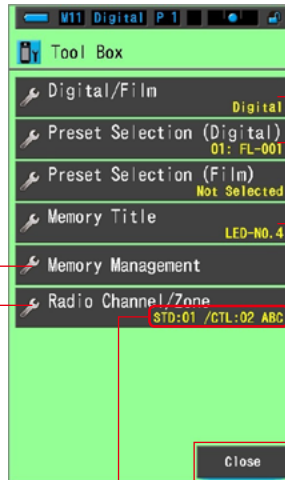 M11 Digital P 1
Tool Box
Digital/Film
Digital
Preset Selection (Digital)
01: FL-001
Preset Selection (Film)
Not Selected
Memory Title
LED-NO.4
Memory Management
Radio Channel/Zone
STD:01 /CTL:02 ABC
Close